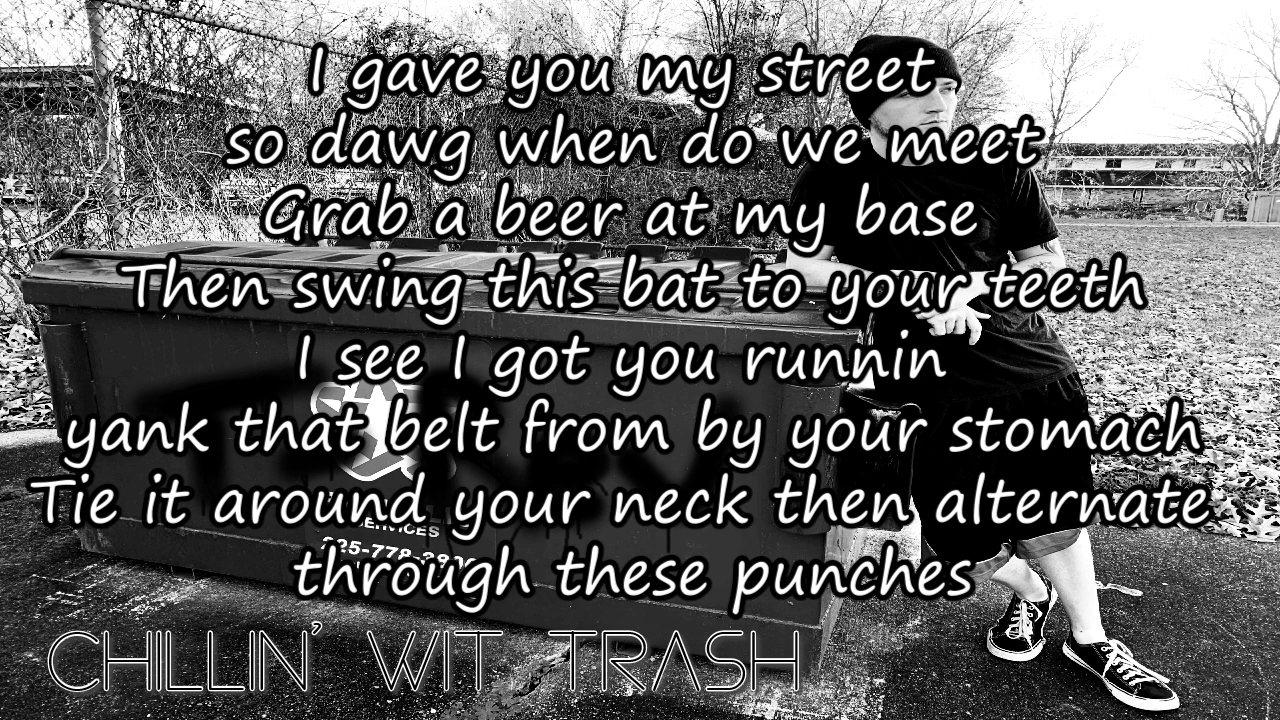 I gave you my street
so dawg when do we meet
Grab a beer at my base
Then swing this bat to your teeth
I see I got you runnin
yank that belt from by your stomach
Tie it around your neck then alternate
through these punches
SERVICES
CHILLIN' WIT TRASH